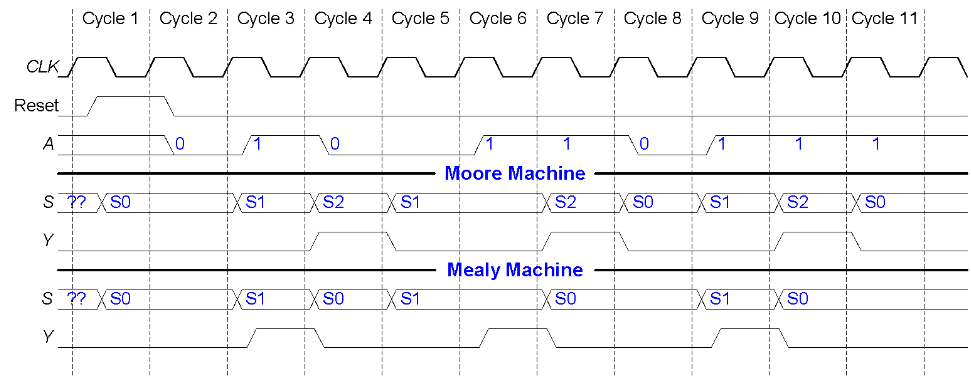 Cycle 1 Cycle 2 Cycle 3 Cycle 4 Cycle 5 Cycle 6 Cycle 7 Cycle 8 Cycle 9 Cycle 10 Cycle 11
CLK
Reset
A 0 1 0 1 1 0 1 1 1
Moore Machine
S ?? S0 S1 S2 S1 S2 S0 S1 S2 S0
Y
Mealy Machine
S ?? S0 S1 S0 S1 S0 S1 S0
Y